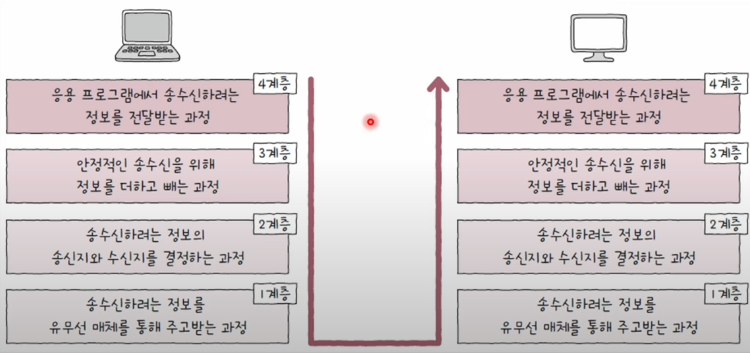 4계층
응용 프로그램에서 송수신하려는
정보를 전달받는 과정
3계층
안정적인 송수신을 위해
정보를 더하고 빼는 과정
2계층
송수신하려는 정보의
송신지와 수신지를 결정하는 과정
1계층
송수신하려는 정보를
유무선 매체를 통해 주고받는 과정
4계층
응용 프로그램에서 송수신하려는
정보를 전달받는 과정
3계층
안정적인 송수신을 위해
정보를 더하고 빼는 과정
2계층
송수신하려는 정보의
송신지와 수신지를 결정하는 과정
1계층
송수신하려는 정보를
유무선 매체를 통해 주고받는 과정